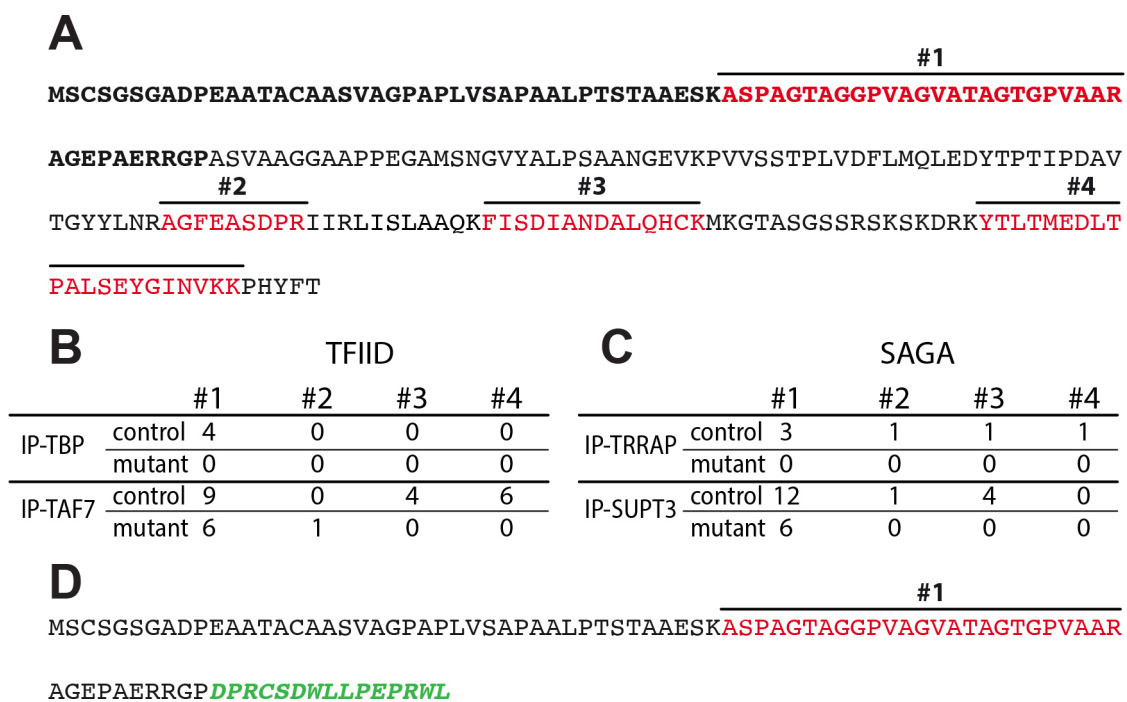 A
#1
MSCSGSGADPEAATACAASVAGPAPLVSAPAALPTSTAAESKASPAGTAGGPVAGVATAGTGPVAAR
AGEPAERRGPASVAAGGAAPPEGAMSNGVYALPSAANGEVKPVVSSTPLVDFLMQLEDYTPTIPDAV
#2 #3 #4
TGYYLNRAGFEASDPRIIRLISLAAQKFISDIANDALQHCKMKGTASGSSRSKSKDRKYTLTMEDLT
PALSEYGINVKKPHYFT
B TFIID
#1 #2 #3 #4
IP-TBP control 4 0 0 0
mutant 0 0 0 0
IP-TAF7 control 9 0 4 6
mutant 6 1 0 0
C SAGA
#1 #2 #3 #4
IP-TRRAP control 3 1 1 1
mutant 0 0 0 0
IP-SUPT3 control 12 1 4 0
mutant 6 0 0 0
D
#1
MSCSGSGADPEAATACAASVAGPAPLVSAPAALPTSTAAESKASPAGTAGGPVAGVATAGTGPVAAR
AGEPAERRGPDPRCSDWLLPEPRWL